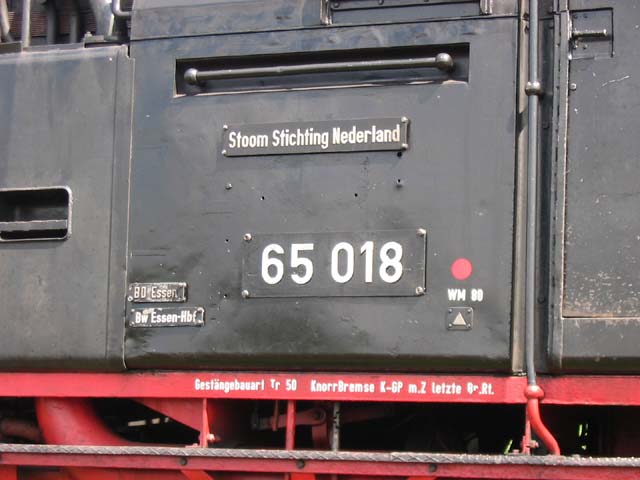 Stoom Stichting Nederland
65 018
WM 80
BD Essen
Bw Essen-Hbf
Gestängebauart Tr 50 KnorrBremse K-GP m.Z letzte Br.Rt.